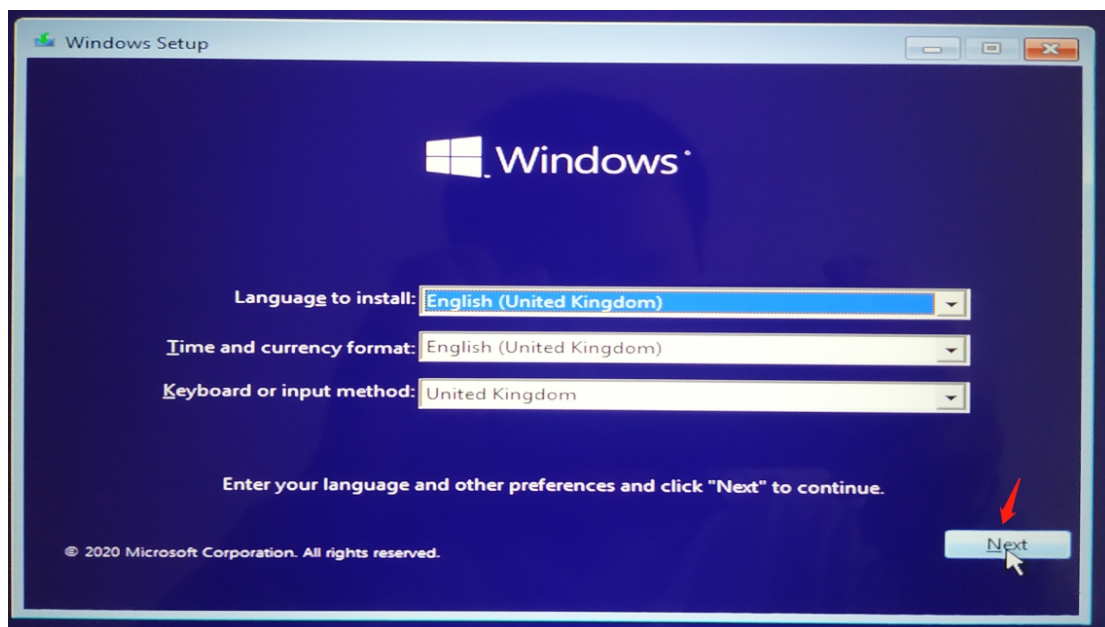 Windows Setup
Windows
Language to install: English (United Kingdom)
Time and currency format: English (United Kingdom)
Keyboard or input method: United Kingdom
Enter your language and other preferences and click "Next" to continue.
© 2020 Microsoft Corporation. All rights reserved.
Next